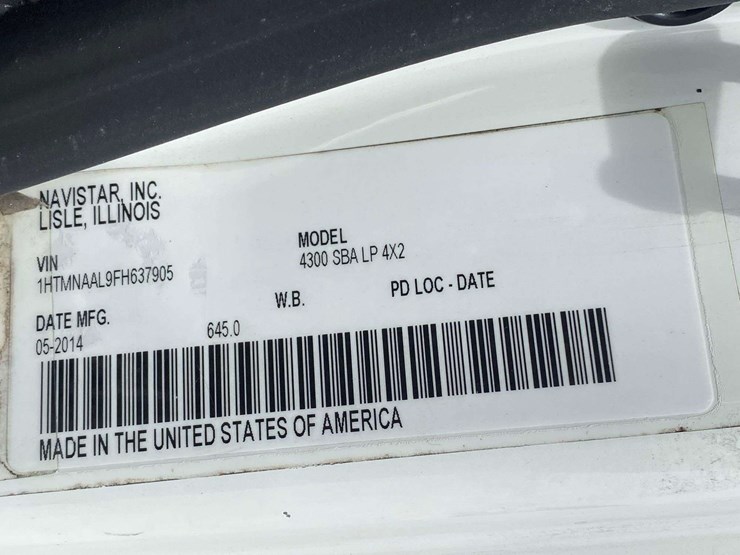 NAVISTAR, INC.
LISLE, ILLINOIS
VIN
1HTMNAAL9FH637905
MODEL
4300 SBA LP 4X2
DATE MFG.
05-2014
645.0
W.B.
PD LOC - DATE
MADE IN THE UNITED STATES OF AMERICA